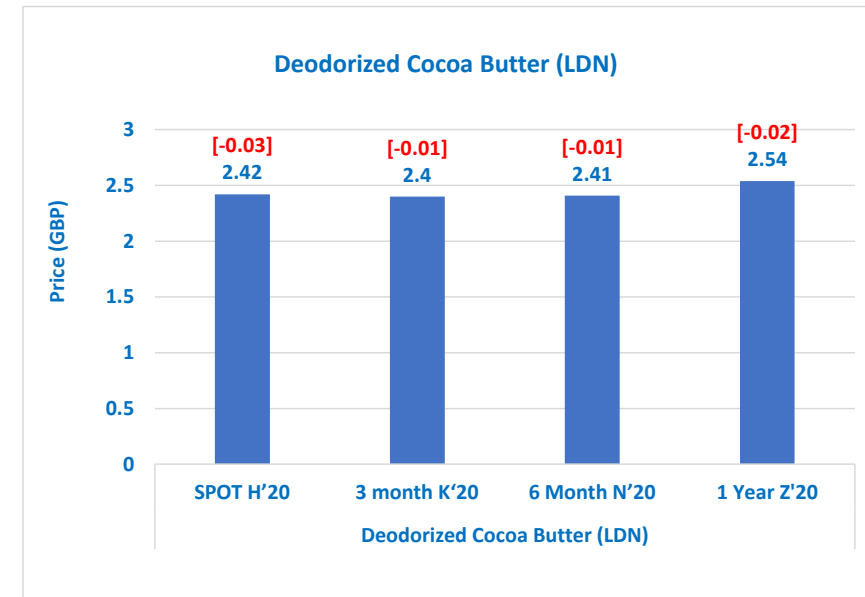 Deodorized Cocoa Butter (LDN)
[-0.03] [-0.01] [-0.01] [-0.02]
2.42 2.4 2.41 2.54
3
2.5
2
1.5
1
0.5
0
Price (GBP)
SPOT H’20 3 month K‘20 6 Month N’20 1 Year Z'20
Deodorized Cocoa Butter (LDN)